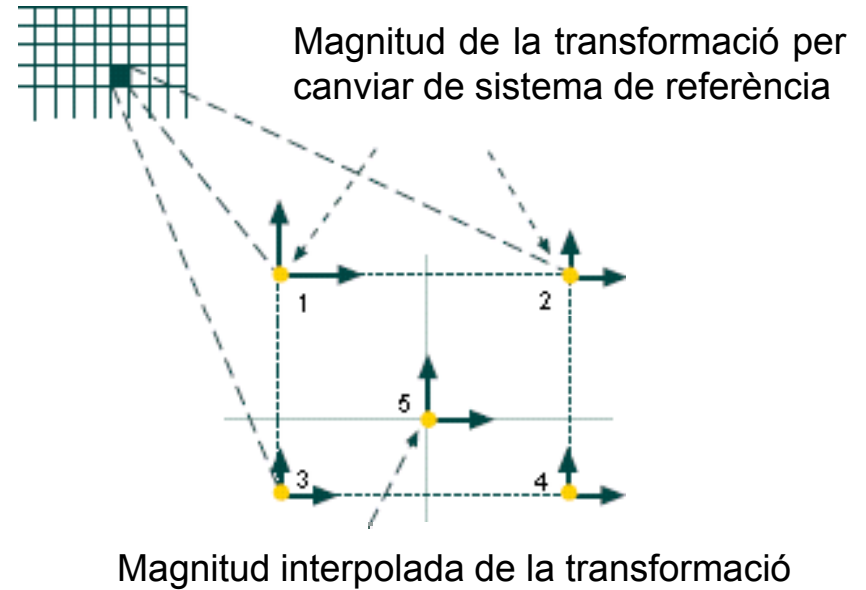 Magnitud de la transformació per
canviar de sistema de referència
1
2
5
3
4
Magnitud interpolada de la transformació